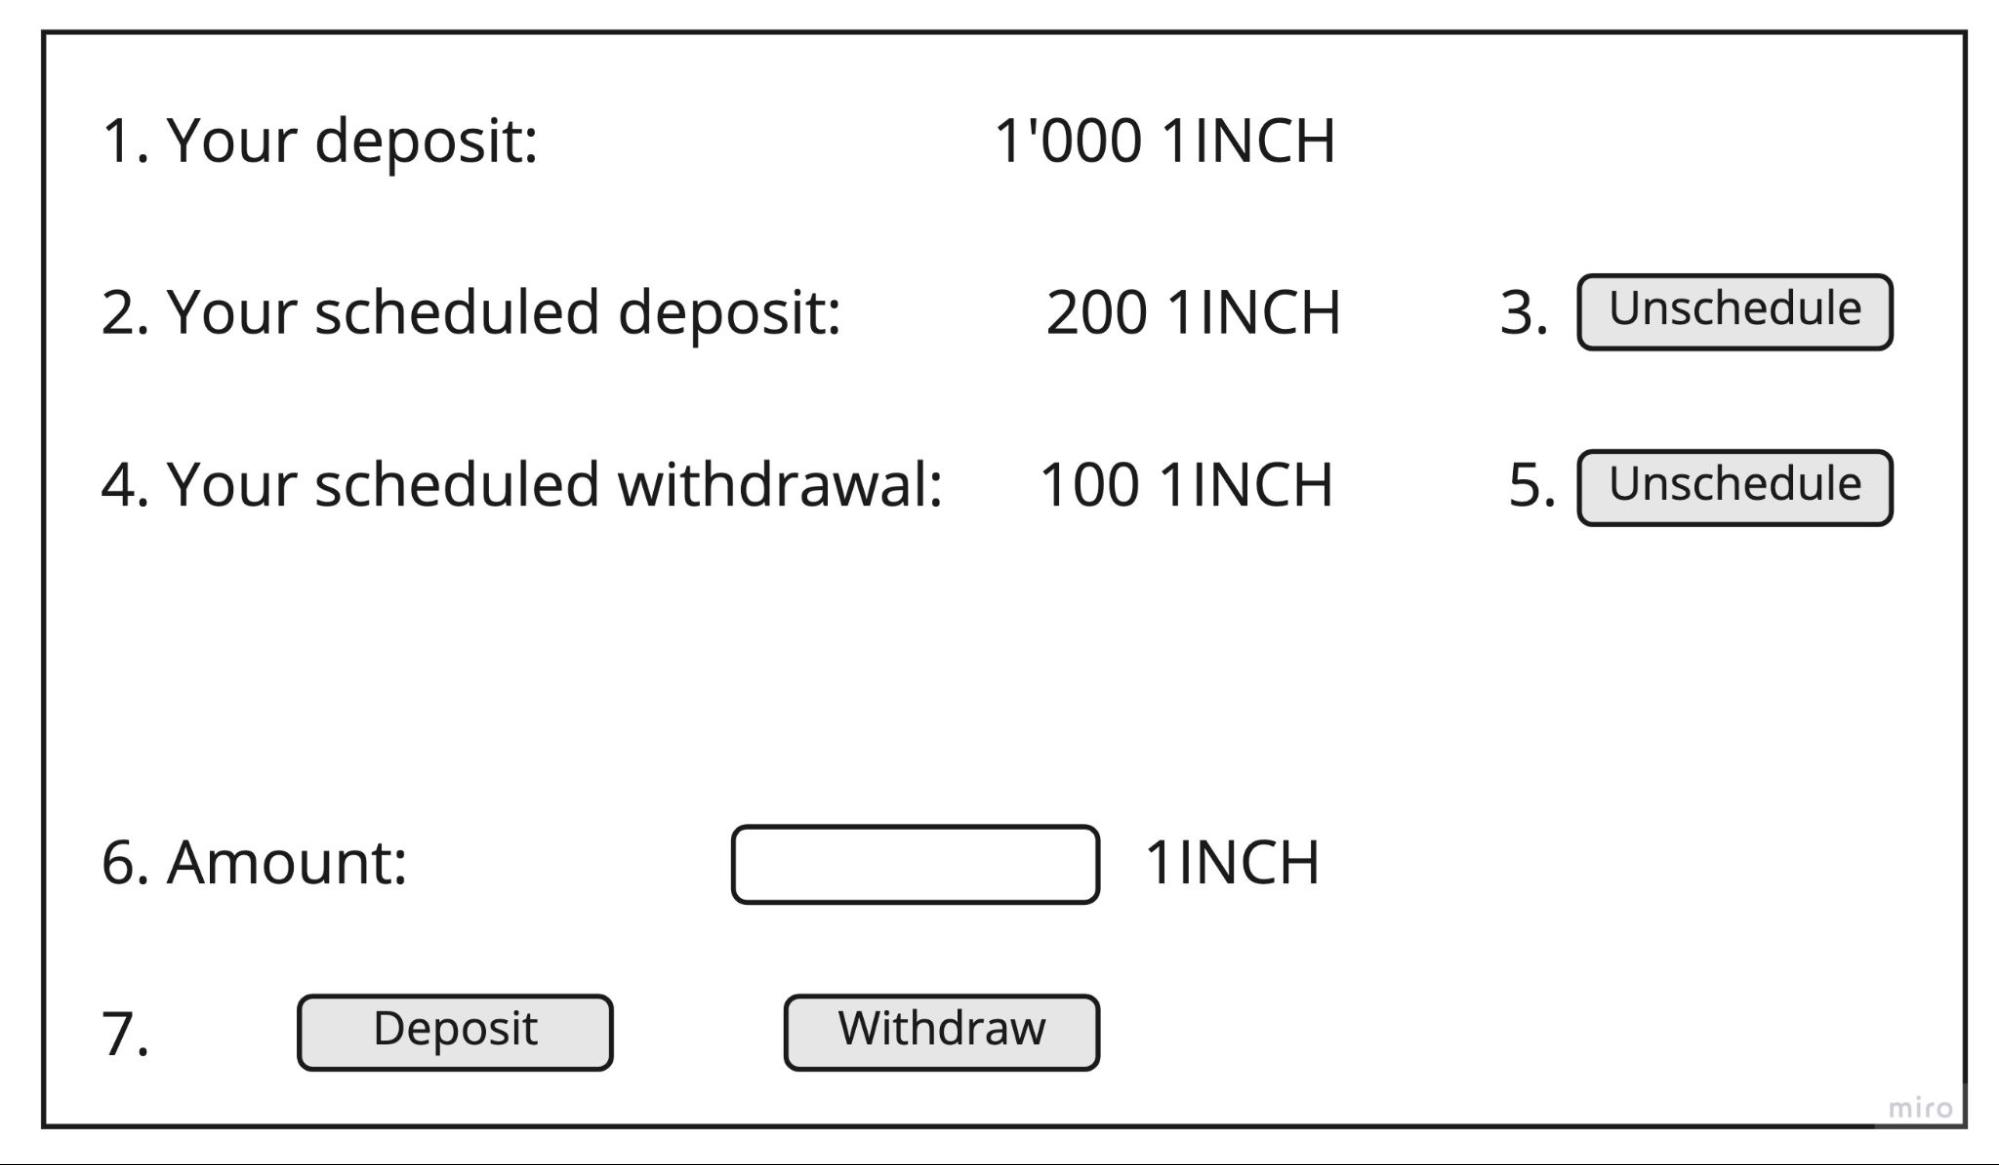 1. Your deposit: 1'000 1INCH
2. Your scheduled deposit: 200 1INCH 3. Unschedule
4. Your scheduled withdrawal: 100 1INCH 5. Unschedule
6. Amount: 1INCH
7. Deposit Withdraw
miro